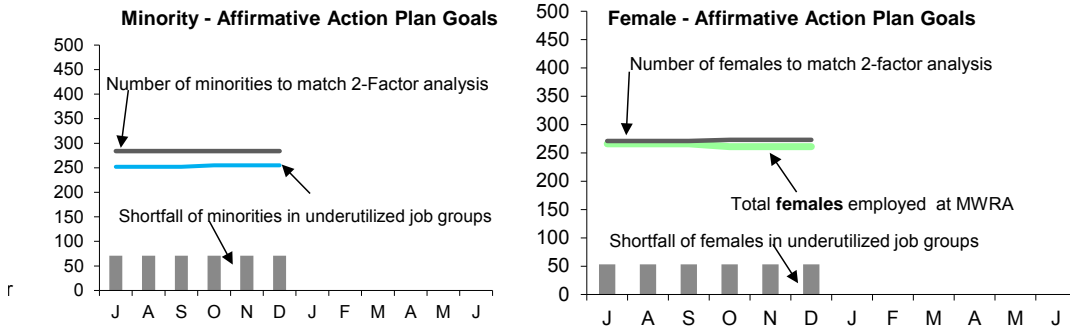 Minority - Affirmative Action Plan Goals
500
450
400
350
300
250
200
150
100
50
0
Number of minorities to match 2-Factor analysis
Shortfall of minorities in underutilized job groups
J A S O N D J F M A M J
Female - Affirmative Action Plan Goals
500
450
400
350
300
250
200
150
100
50
0
Number of females to match 2-factor analysis
Total females employed at MWRA
Shortfall of females in underutilized job groups
J A S O N D J F M A M J